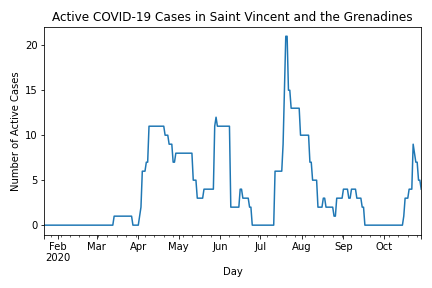 Active COVID-19 Cases in Saint Vincent and the Grenadines
Number of Active Cases
20
15
10
5
0
Feb Mar Apr May Jun Jul Aug Sep Oct
2020
Day